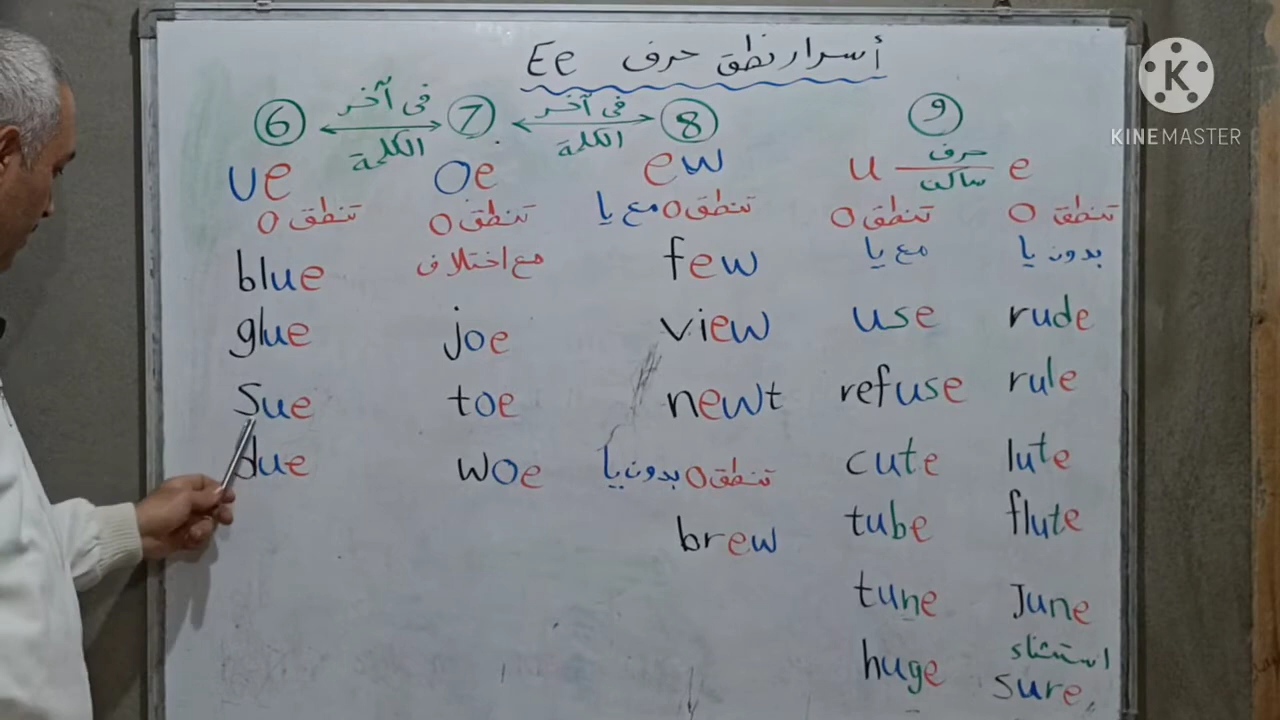 أسرار نطق حرف Ee
6 في آخر الكلمة 7 في آخر الكلمة 8
9
ue
تنطق O
blue
glue
Sue
due
oe
تنطق O
مع اختلاف
joe
toe
woe
ew
تنطق O مع يا
few
view
newt
تنطق O بدون يا
brew
u حرف ساكن e
تنطق O
مع يا
use
refuse
cute
tube
tune
huge
تنطق O
بدون يا
rude
rule
lute
flute
June
استثناء
sure
KINEMASTER